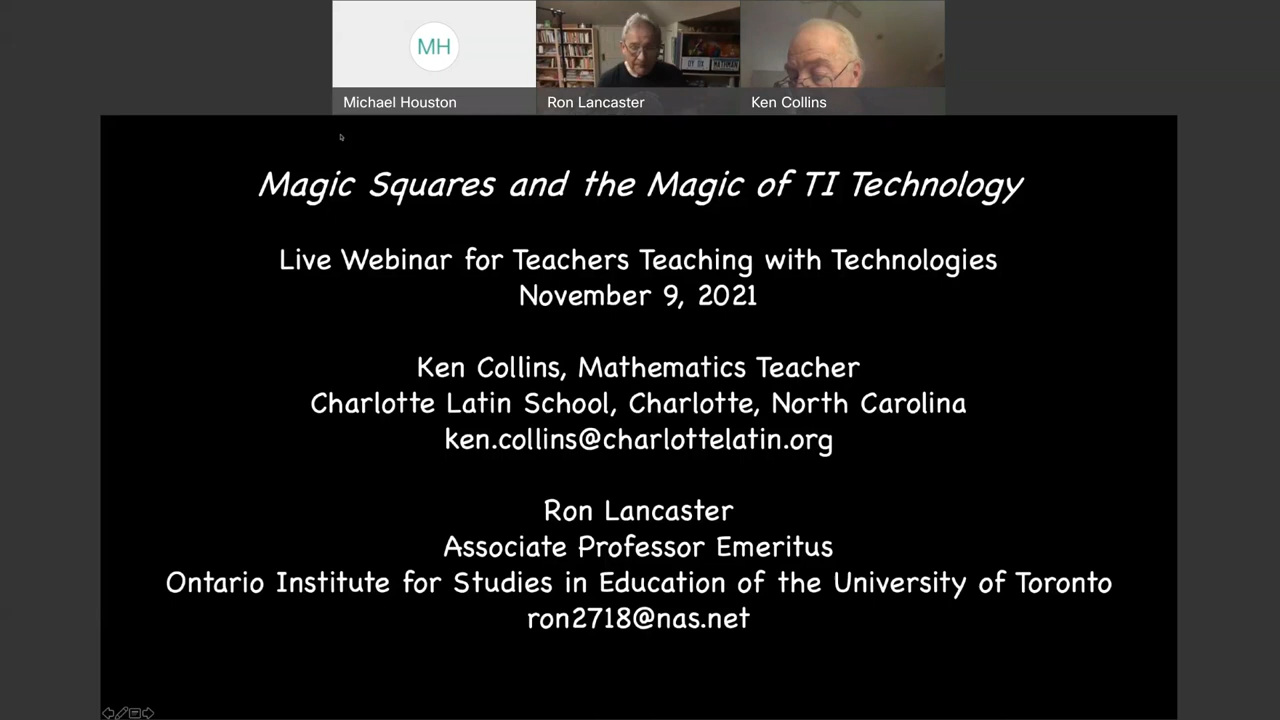 MH
Michael Houston
Ron Lancaster
Ken Collins
Magic Squares and the Magic of TI Technology
Live Webinar for Teachers Teaching with Technologies
November 9, 2021
Ken Collins, Mathematics Teacher
Charlotte Latin School, Charlotte, North Carolina
ken.collins@charlottelatin.org
Ron Lancaster
Associate Professor Emeritus
Ontario Institute for Studies in Education of the University of Toronto
ron2718@nas.net